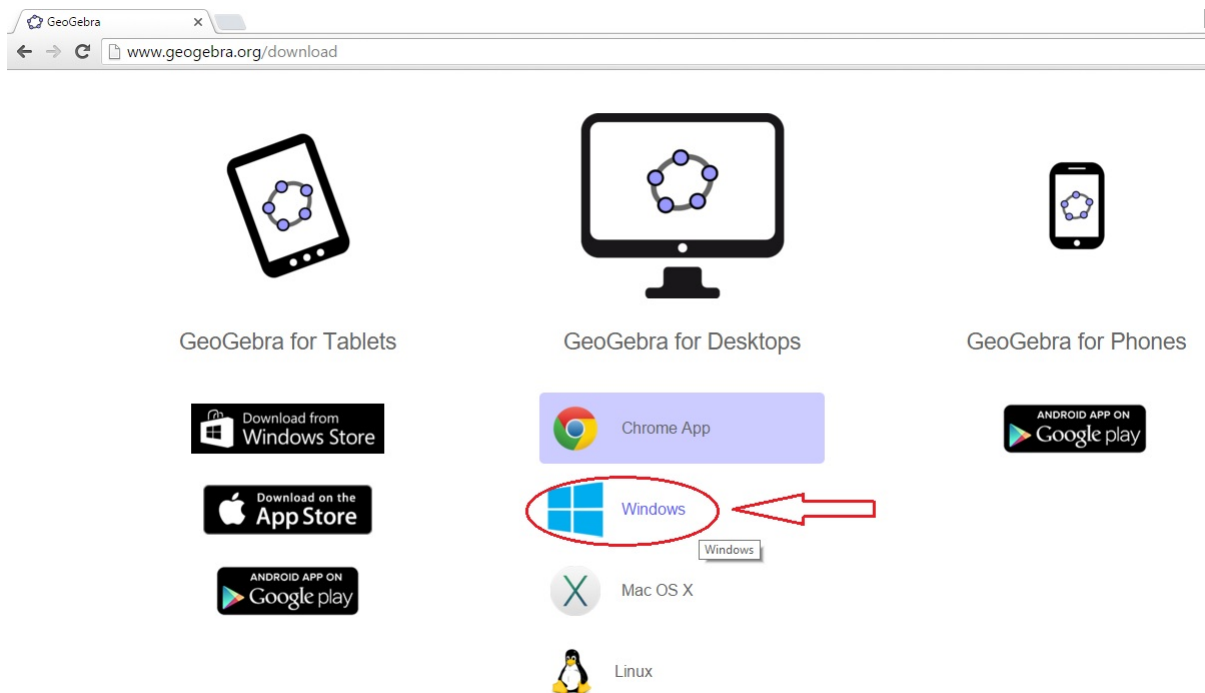 GeoGebra
www.geogebra.org/download
GeoGebra for Tablets
Download from
Windows Store
Download on the
App Store
ANDROID APP ON
Google play
GeoGebra for Desktops
Chrome App
Windows
Windows
Mac OS X
Linux
GeoGebra for Phones
ANDROID APP ON
Google play